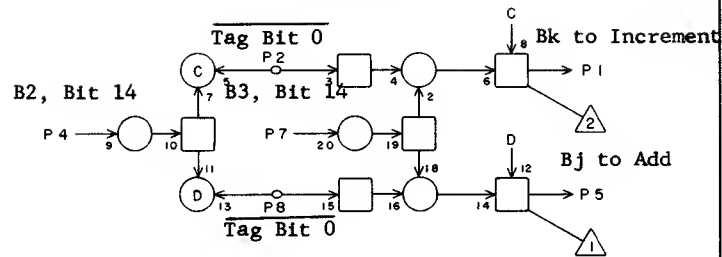 C
Tag Bit 0
8
Bk to Increment
P2
C
5
3
4
6
P1
B2, Bit 14
7
B3, Bit 14
2
2
P4
9
10
P7
20
19
D
Bj to Add
11
18
12
D
13
P8
15
16
14
P5
Tag Bit 0
1